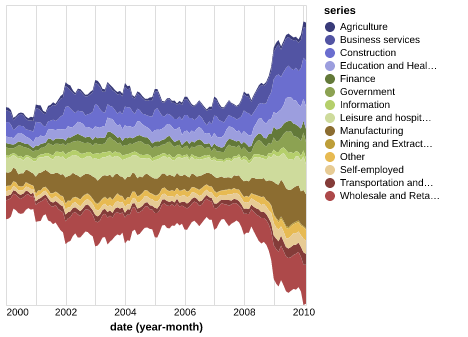 series
Agriculture
Business services
Construction
Education and Heal…
Finance
Government
Information
Leisure and hospit…
Manufacturing
Mining and Extract…
Other
Self-employed
Transportation and…
Wholesale and Reta…
2000 2002 2004 2006 2008 2010
date (year-month)